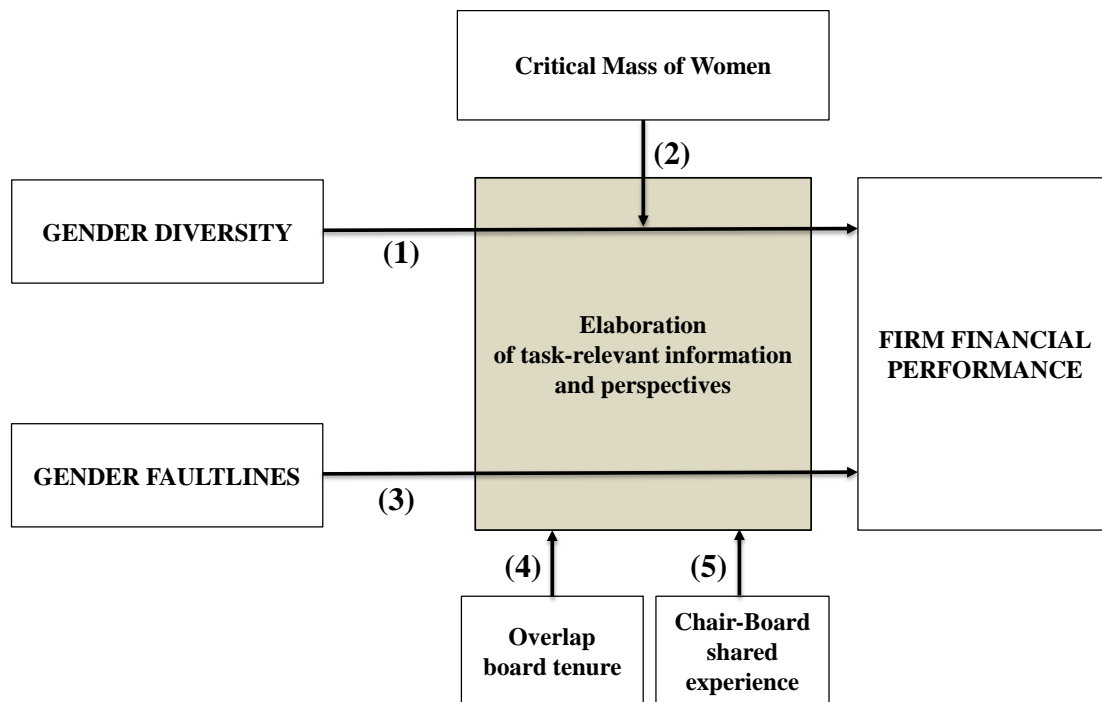 Critical Mass of Women
(2)
GENDER DIVERSITY
(1)
Elaboration
of task-relevant information
and perspectives
FIRM FINANCIAL
PERFORMANCE
GENDER FAULTLINES
(3)
(4)
(5)
Overlap
board tenure
Chair-Board
shared
experience